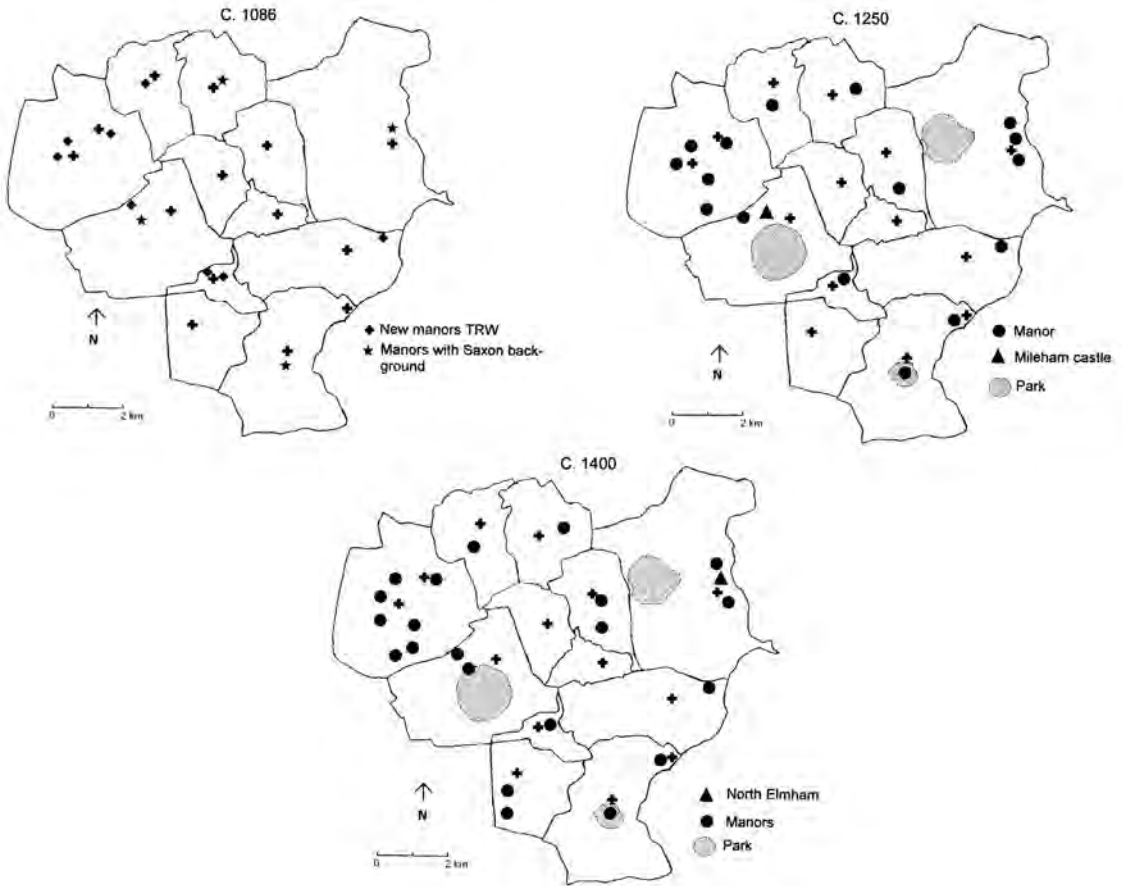 C. 1086
N
0 2 km
New manors TRW
Manors with Saxon back-
ground
C. 1250
N
0 2 km
Manor
Mileham castle
Park
C. 1400
N
0 2 km
North Elmham
Manors
Park